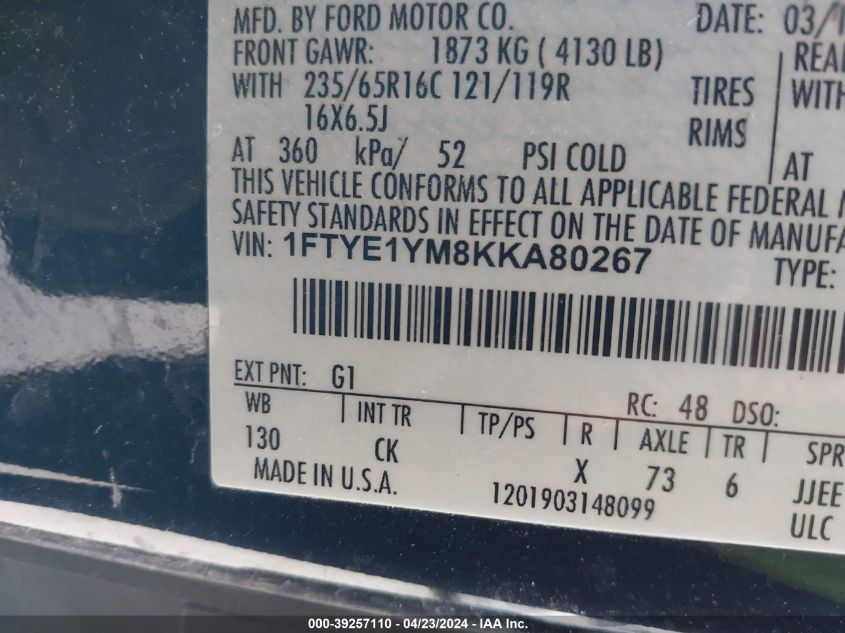 MFD. BY FORD MOTOR CO. DATE: 03/1
FRONT GAWR: 1873 KG ( 4130 LB) REAR
WITH 235/65R16C 121/119R TIRES WITH
16X6.5J RIMS
AT 360 kPa/ 52 PSI COLD AT
THIS VEHICLE CONFORMS TO ALL APPLICABLE FEDERAL
SAFETY STANDARDS IN EFFECT ON THE DATE OF MANUFA
VIN: 1FTYE1YM8KKA80267 TYPE:
EXT PNT: G1 RC: 48 DSO:
WB INT TR TP/PS R AXLE TR SPR
130 CK X 73 6 JJEE
MADE IN U.S.A. 1201903148099 ULC
000-39257110 - 04/23/2024 - IAA Inc.